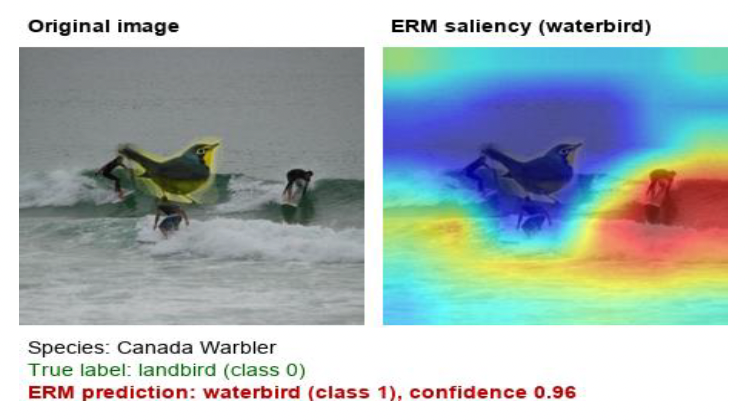 Original image
ERM saliency (waterbird)
Species: Canada Warbler
True label: landbird (class 0)
ERM prediction: waterbird (class 1), confidence 0.96